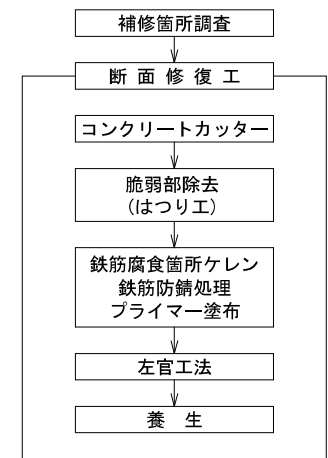 補修箇所調査
断 面 修 復 工
コンクリートカッター
脆弱部除去
(はつり工)
鉄筋腐食箇所ケレン
鉄筋防錆処理
プライマー塗布
左官工法
養　生